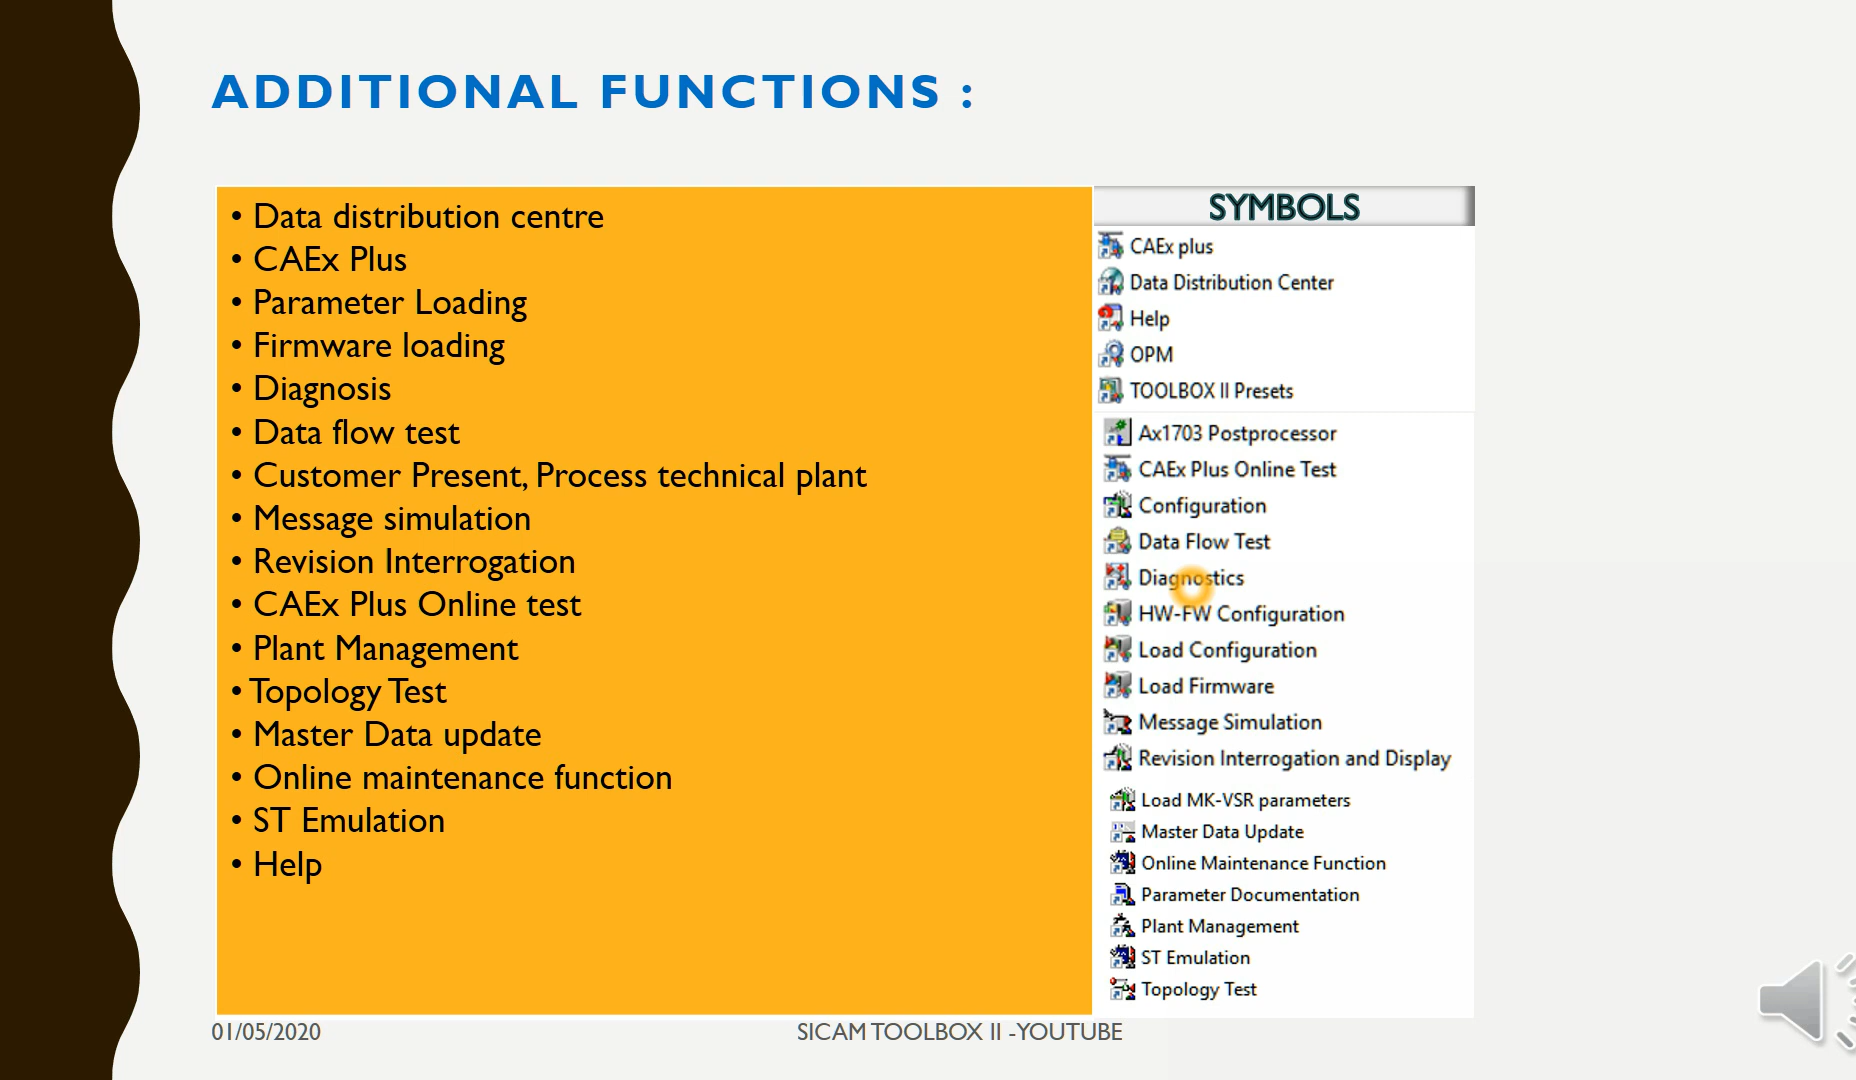 ADDITIONAL FUNCTIONS :
• Data distribution centre
• CAEx Plus
• Parameter Loading
• Firmware loading
• Diagnosis
• Data flow test
• Customer Present, Process technical plant
• Message simulation
• Revision Interrogation
• CAEx Plus Online test
• Plant Management
• Topology Test
• Master Data update
• Online maintenance function
• ST Emulation
• Help
SYMBOLS
CAEx plus
Data Distribution Center
Help
OPM
TOOLBOX II Presets
Ax1703 Postprocessor
CAEx Plus Online Test
Configuration
Data Flow Test
Diagnostics
HW-FW Configuration
Load Configuration
Load Firmware
Message Simulation
Revision Interrogation and Display
Load MK-VSR parameters
Master Data Update
Online Maintenance Function
Parameter Documentation
Plant Management
ST Emulation
Topology Test
01/05/2020
SICAM TOOLBOX II -YOUTUBE